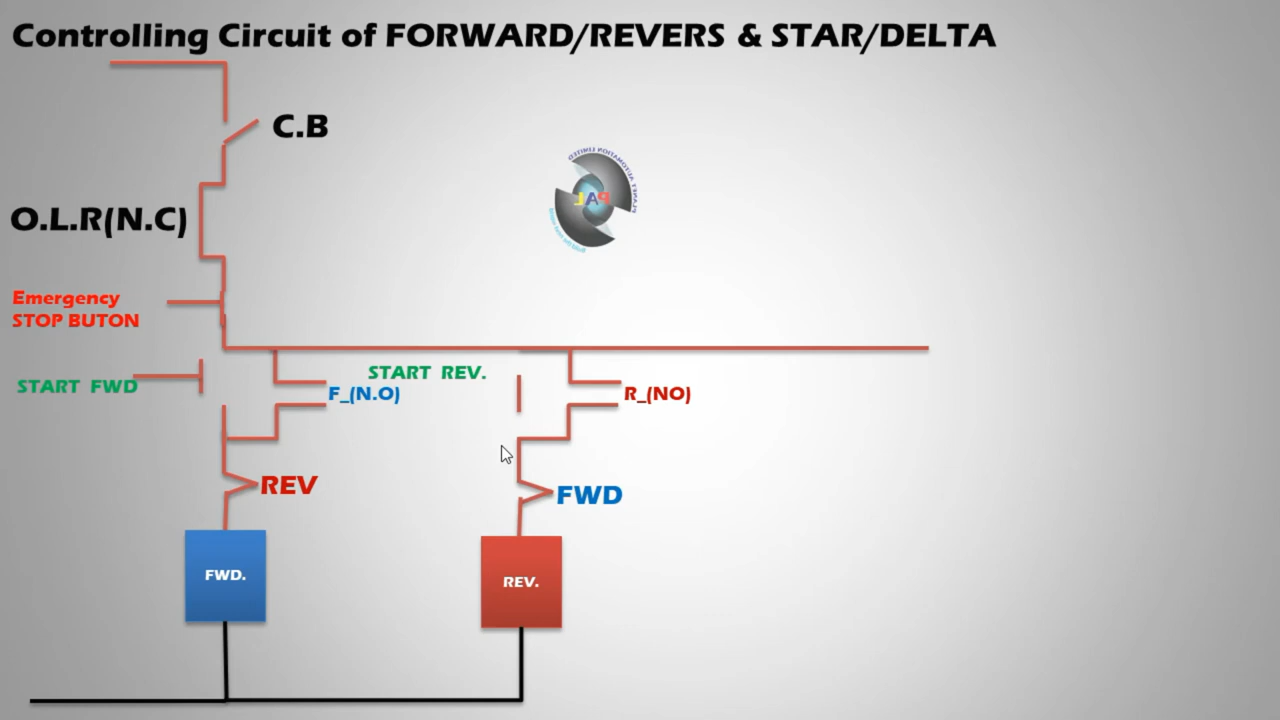 Controlling Circuit of FORWARD/REVERS & STAR/DELTA
C.B
O.L.R(N.C)
Emergency
STOP BUTON
START FWD
START REV.
F_(N.O)
R_(NO)
REV
FWD
FWD.
REV.
PAL